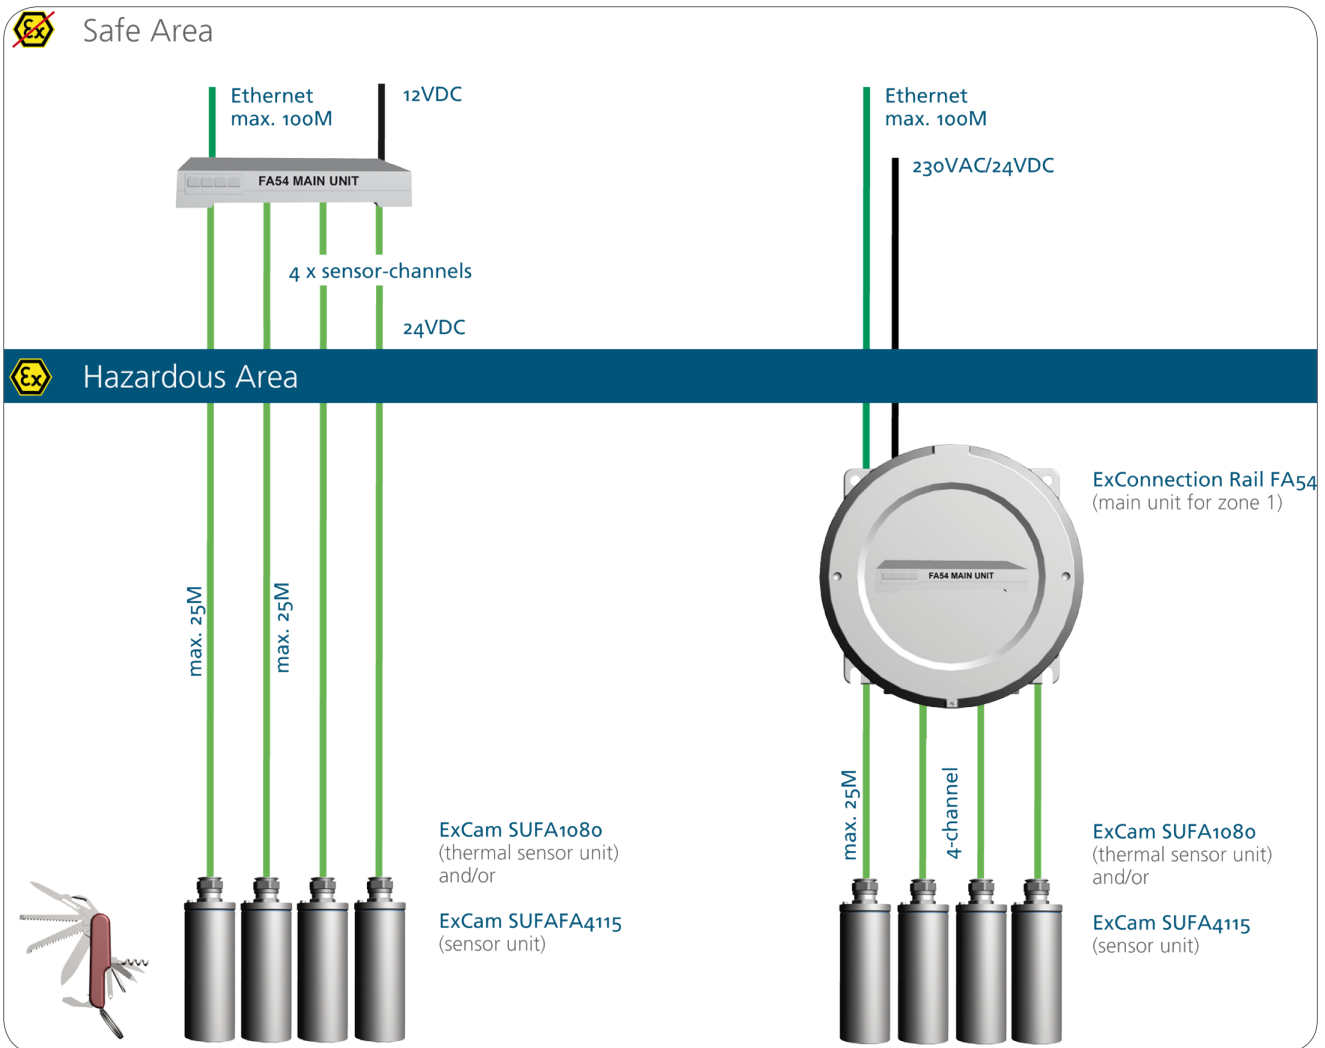 Ex
Safe Area
Ethernet
max. 100M
12VDC
FA54 MAIN UNIT
4 x sensor-channels
24VDC
Ethernet
max. 100M
230VAC/24VDC
Ex
Hazardous Area
max. 25M
max. 25M
ExCam SUFA1080
(thermal sensor unit)
and/or
ExCam SUFAFA4115
(sensor unit)
ExConnection Rail FA54
(main unit for zone 1)
FA54 MAIN UNIT
max. 25M
4-channel
ExCam SUFA1080
(thermal sensor unit)
and/or
ExCam SUFA4115
(sensor unit)